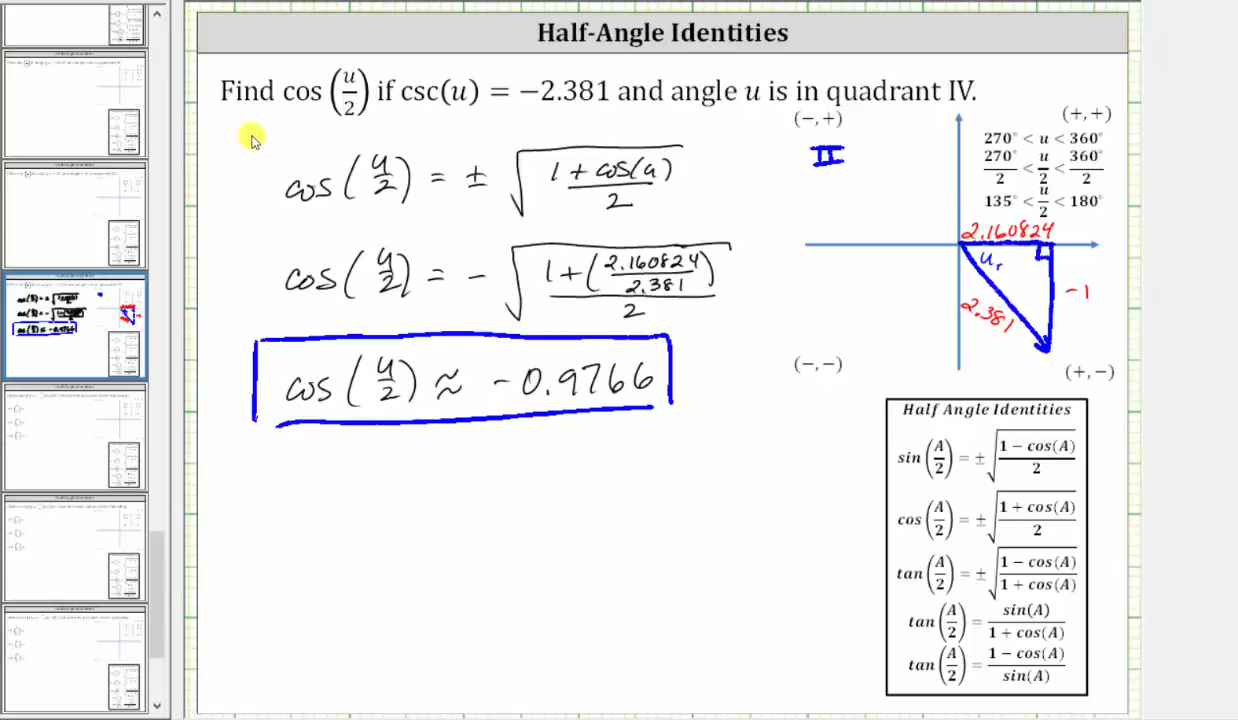 Half-Angle Identities
Find cos (u/2) if csc(u) = −2.381 and angle u is in quadrant IV.
(−,+)
(+,+)
II
270° < u < 360°
270°/2 < u/2 < 360°/2
135° < u/2 < 180°
cos (u/2) = ± √((1 + cos(u))/2)
2.160824
u r
2.381
−1
cos (u/2) = − √((1 + (2.160824/2.381))/2)
(−,−)
(+,−)
cos (u/2) ≈ −0.9766
Half Angle Identities
sin (A/2) = ± √((1 − cos(A))/2)
cos (A/2) = ± √((1 + cos(A))/2)
tan (A/2) = ± √((1 − cos(A))/(1 + cos(A)))
tan (A/2) = sin(A)/(1 + cos(A))
tan (A/2) = (1 − cos(A))/sin(A)